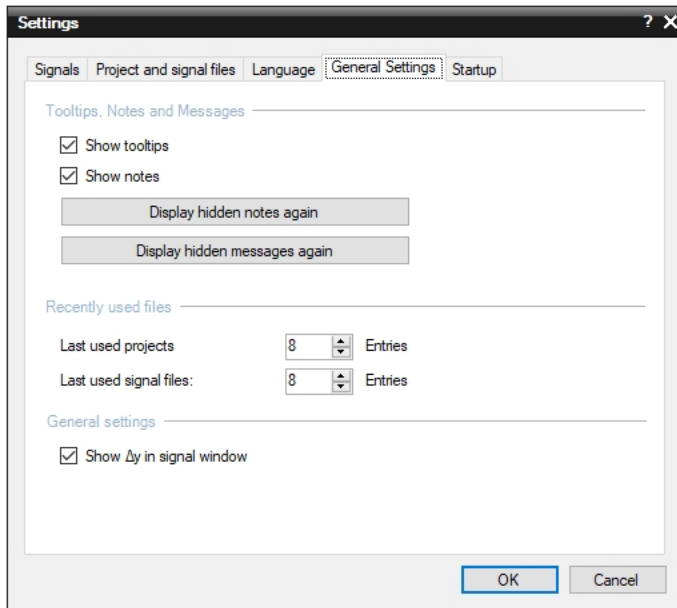 Settings ? X
Signals Project and signal files Language General Settings Startup
Tooltips, Notes and Messages
Show tooltips
Show notes
Display hidden notes again
Display hidden messages again
Recently used files
Last used projects 8 Entries
Last used signal files: 8 Entries
General settings
Show Δy in signal window
OK Cancel